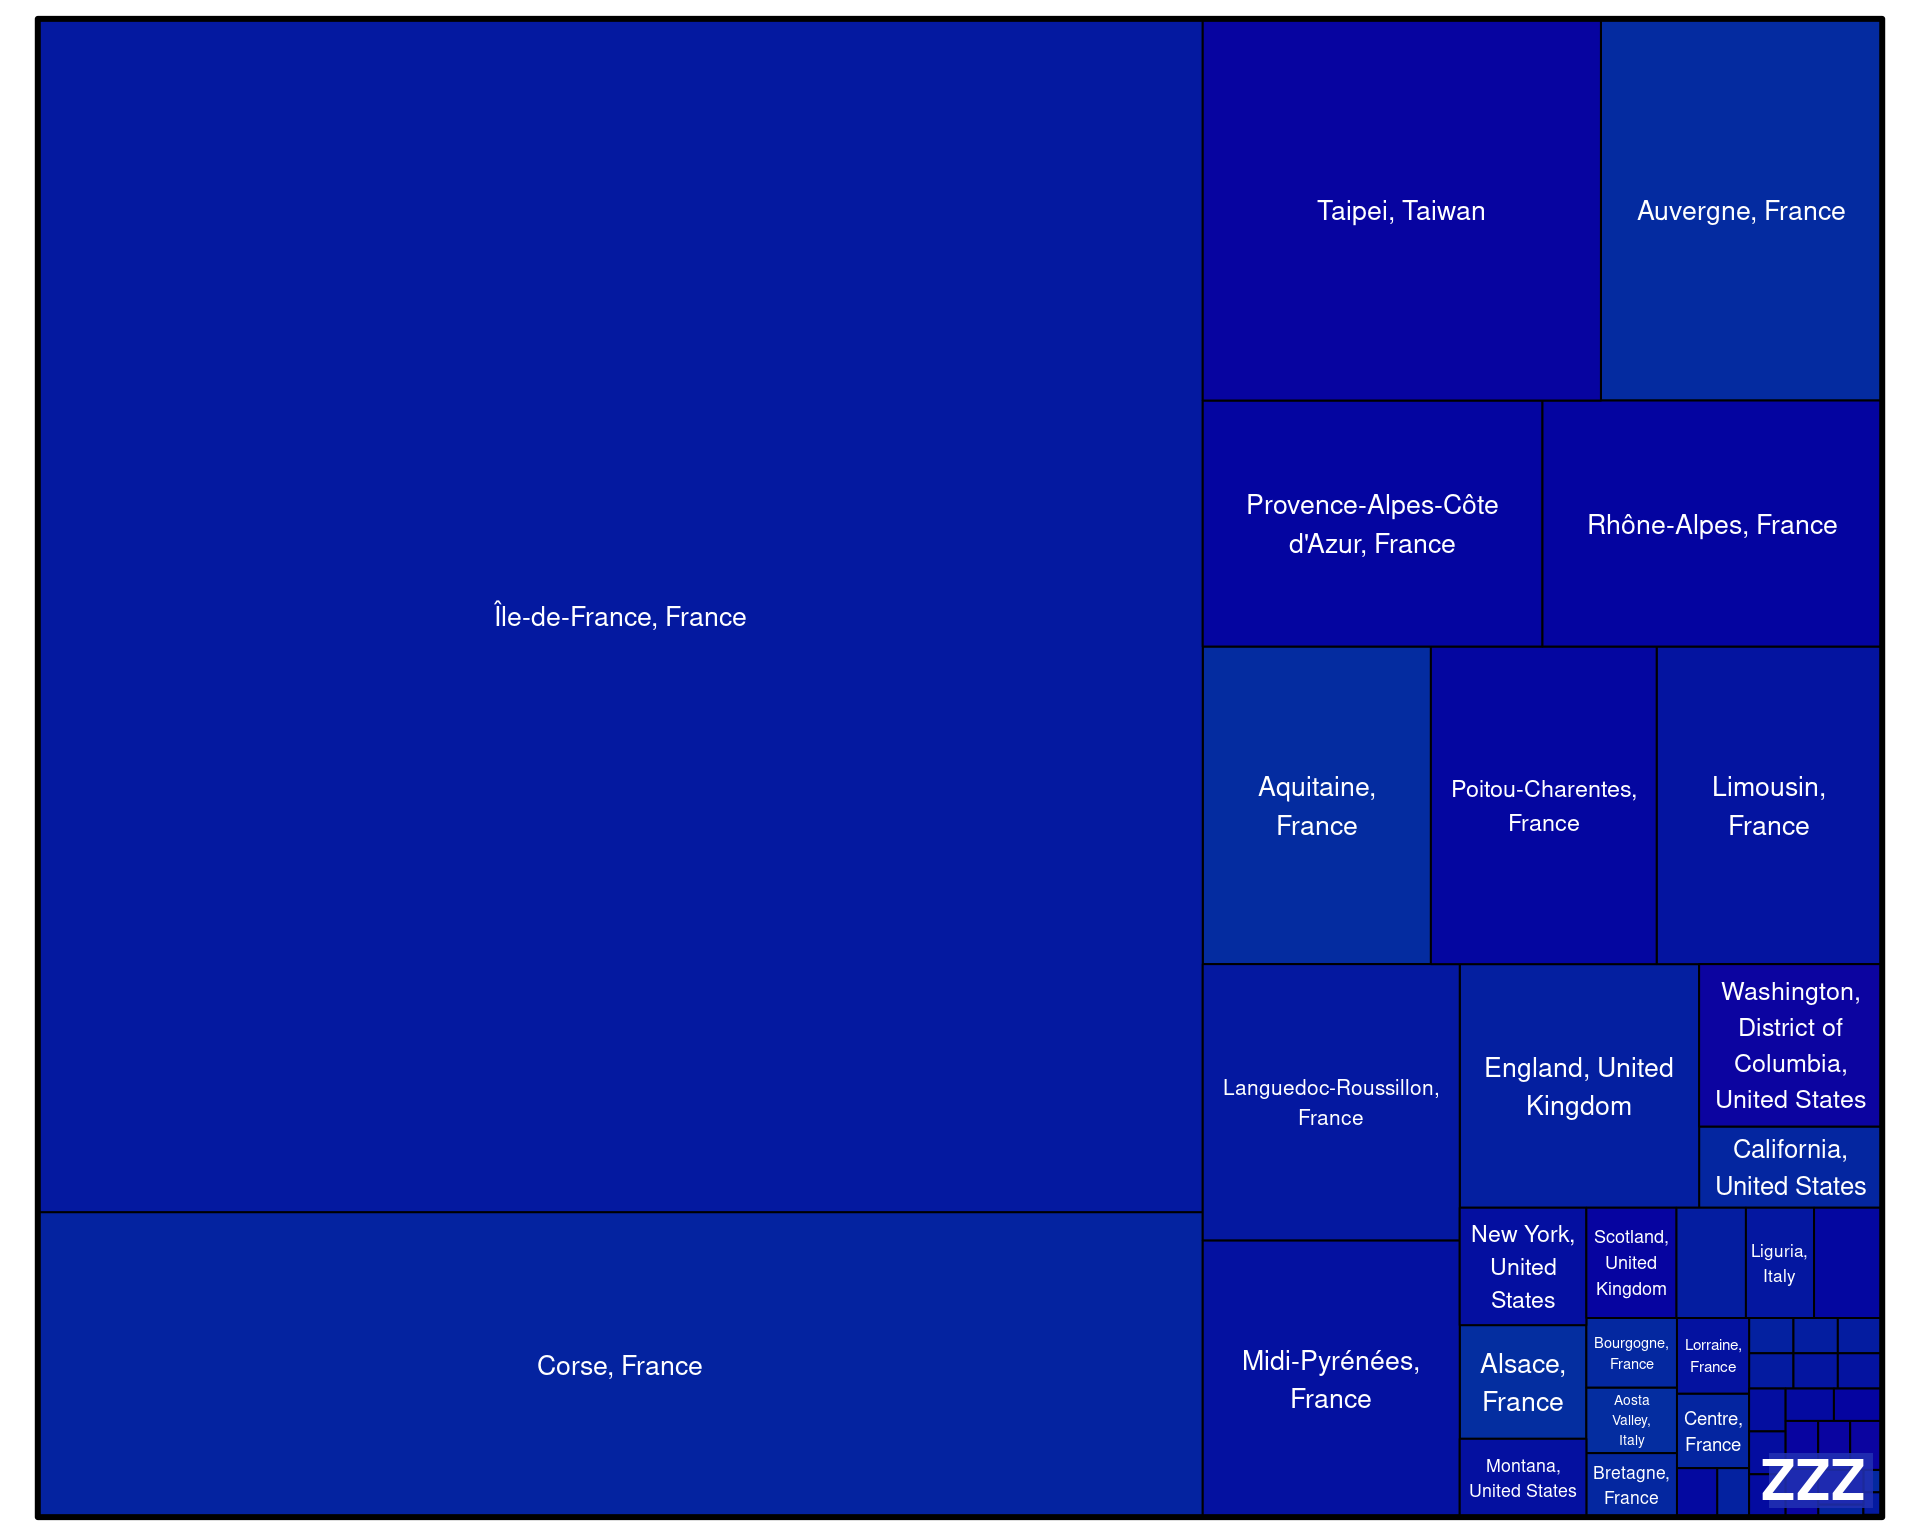 Île-de-France, France
Corse, France
Taipei, Taiwan
Auvergne, France
Provence-Alpes-Côte
d'Azur, France
Rhône-Alpes, France
Aquitaine,
France
Poitou-Charentes,
France
Limousin,
France
Languedoc-Roussillon,
France
Midi-Pyrénées,
France
England, United
Kingdom
Washington,
District of
Columbia,
United States
California,
United States
New York,
United
States
Alsace,
France
Montana,
United States
Scotland,
United
Kingdom
Liguria,
Italy
Bourgogne,
France
Aosta
Valley,
Italy
Bretagne,
France
Lorraine,
France
Centre,
France
ZZZ